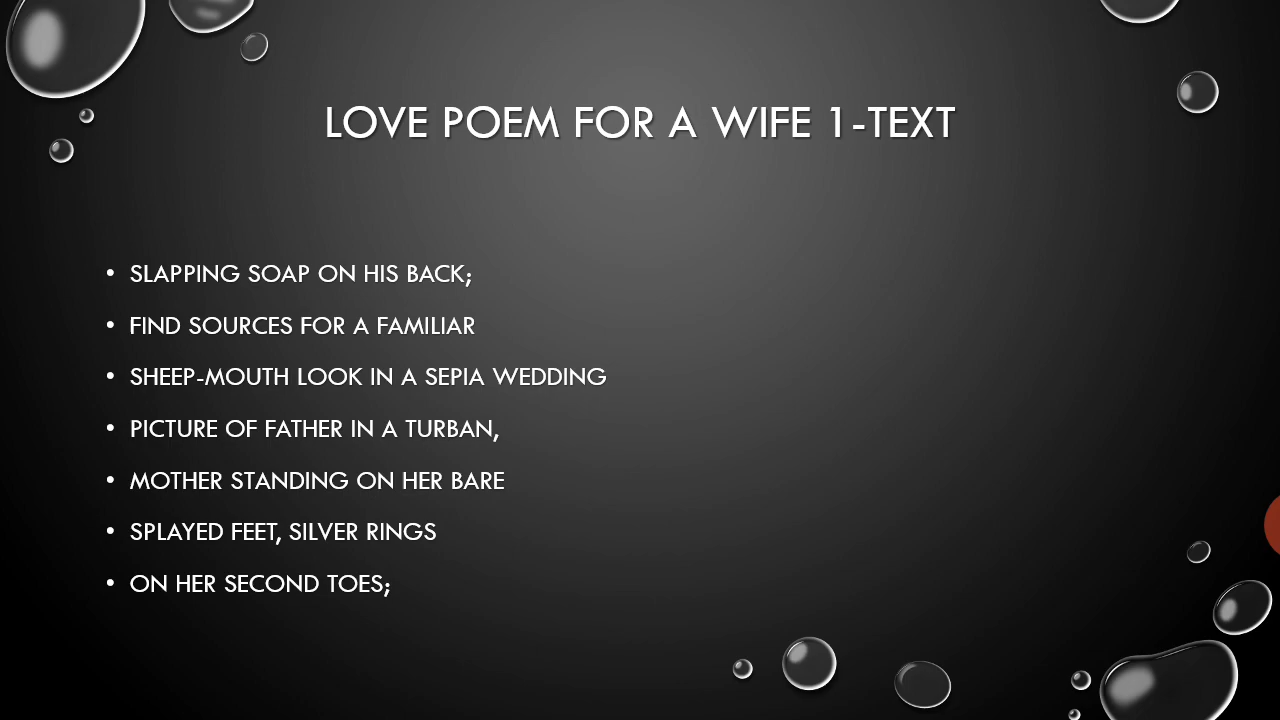 LOVE POEM FOR A WIFE 1-TEXT
• SLAPPING SOAP ON HIS BACK;
• FIND SOURCES FOR A FAMILIAR
• SHEEP-MOUTH LOOK IN A SEPIA WEDDING
• PICTURE OF FATHER IN A TURBAN,
• MOTHER STANDING ON HER BARE
• SPLAYED FEET, SILVER RINGS
• ON HER SECOND TOES;